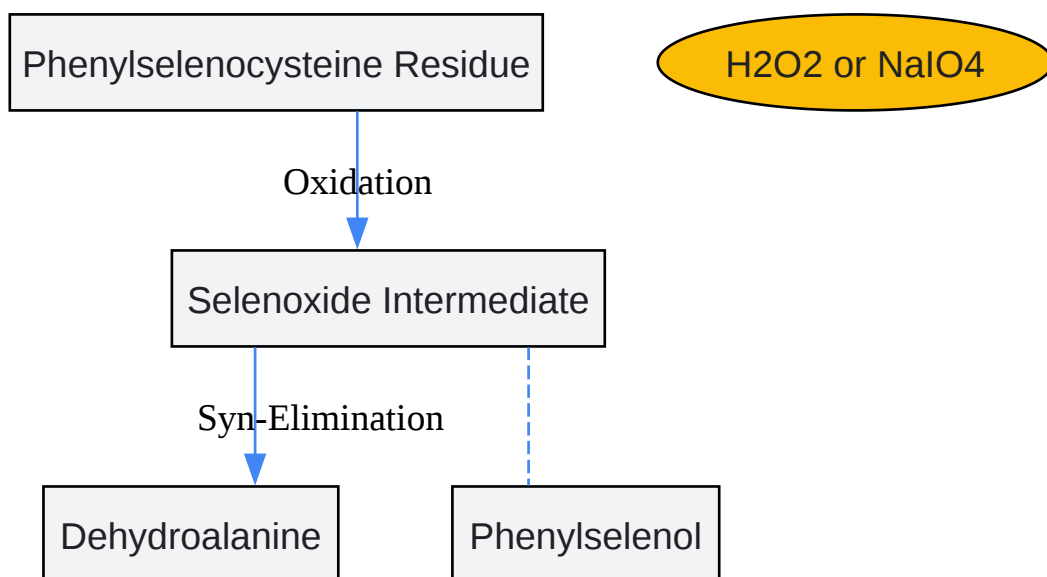 Phenylselenocysteine Residue
H2O2 or NaIO4
Oxidation
Selenoxide Intermediate
Syn-Elimination
Dehydroalanine
Phenylselenol